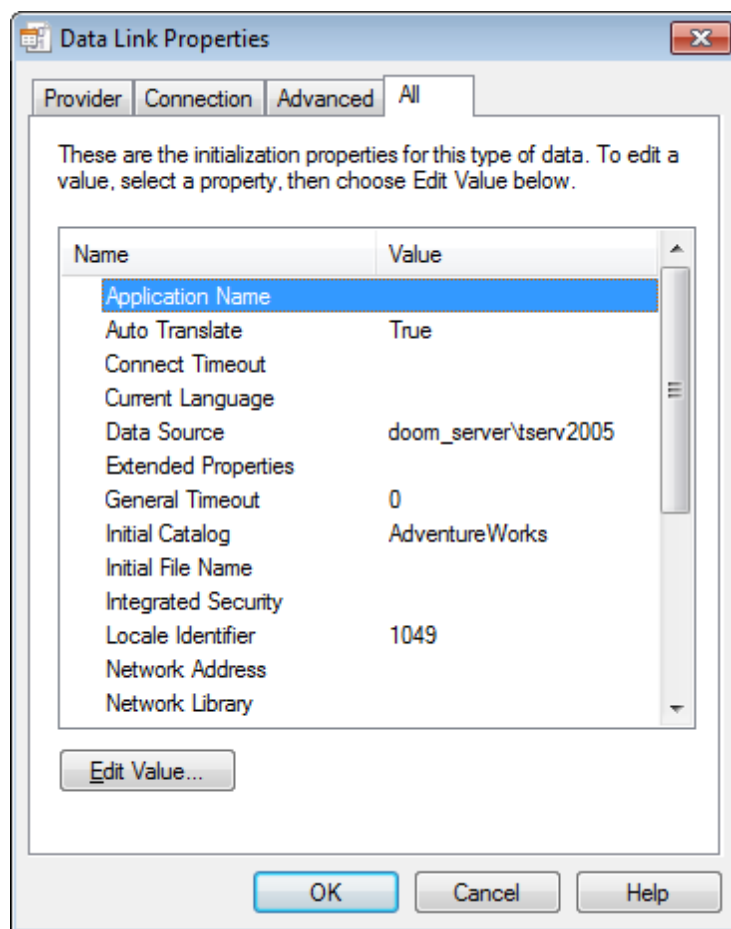 Data Link Properties
Provider Connection Advanced All
These are the initialization properties for this type of data. To edit a
value, select a property, then choose Edit Value below.
Name Value
Application Name
Auto Translate True
Connect Timeout
Current Language
Data Source doom_server\tserv2005
Extended Properties
General Timeout 0
Initial Catalog AdventureWorks
Initial File Name
Integrated Security
Locale Identifier 1049
Network Address
Network Library
Edit Value...
OK Cancel Help